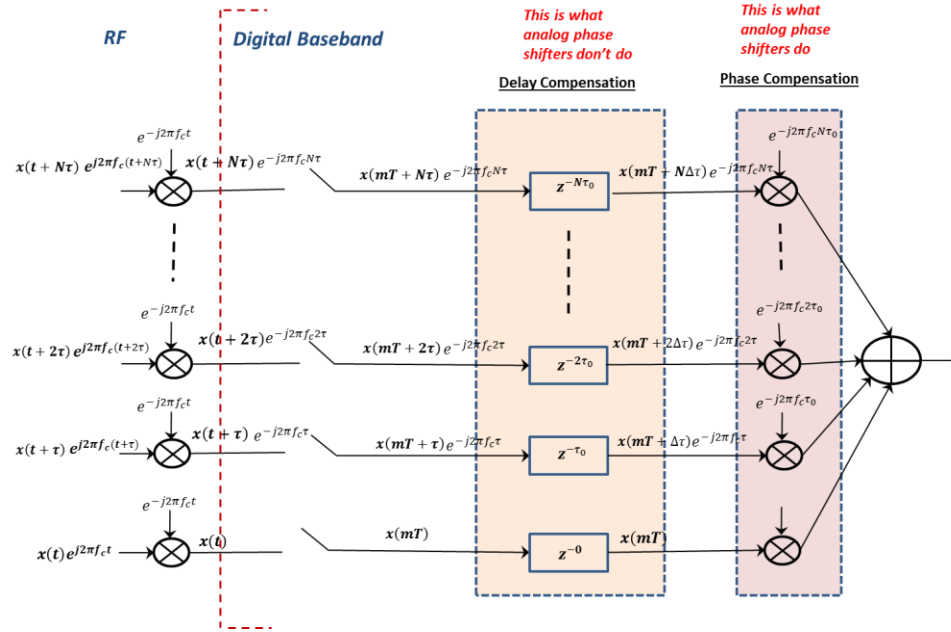 RF
Digital Baseband
This is what
analog phase
shifters don't do
Delay Compensation
This is what
analog phase
shifters do
Phase Compensation
e^{-j2πf_c t}
e^{-j2πf_c Nτ_0}
x(t + Nτ) e^{j2πf_c(t+Nτ)}
x(t + Nτ) e^{-j2πf_c Nτ}
x(mT + Nτ) e^{-j2πf_c Nτ}
z^{-Nτ_0}
x(mT + NΔτ) e^{-j2πf_c Nτ}
e^{-j2πf_c t}
e^{-j2πf_c 2τ_0}
x(t + 2τ) e^{j2πf_c(t+2τ)}
x(t + 2τ) e^{-j2πf_c 2τ}
x(mT + 2τ) e^{-j2πf_c 2τ}
z^{-2τ_0}
x(mT + 2Δτ) e^{-j2πf_c 2τ}
e^{-j2πf_c t}
e^{-j2πf_c τ_0}
x(t + τ) e^{j2πf_c(t+τ)}
x(t + τ) e^{-j2πf_c τ}
x(mT + τ) e^{-j2πf_c τ}
z^{-τ_0}
x(mT + Δτ) e^{-j2πf_c τ}
e^{-j2πf_c t}
x(t) e^{j2πf_c t}
x(t)
x(mT)
z^{-0}
x(mT)